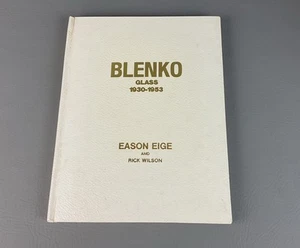 BLENKO
GLASS
1930-1953
EASON EIGE
AND
RICK WILSON